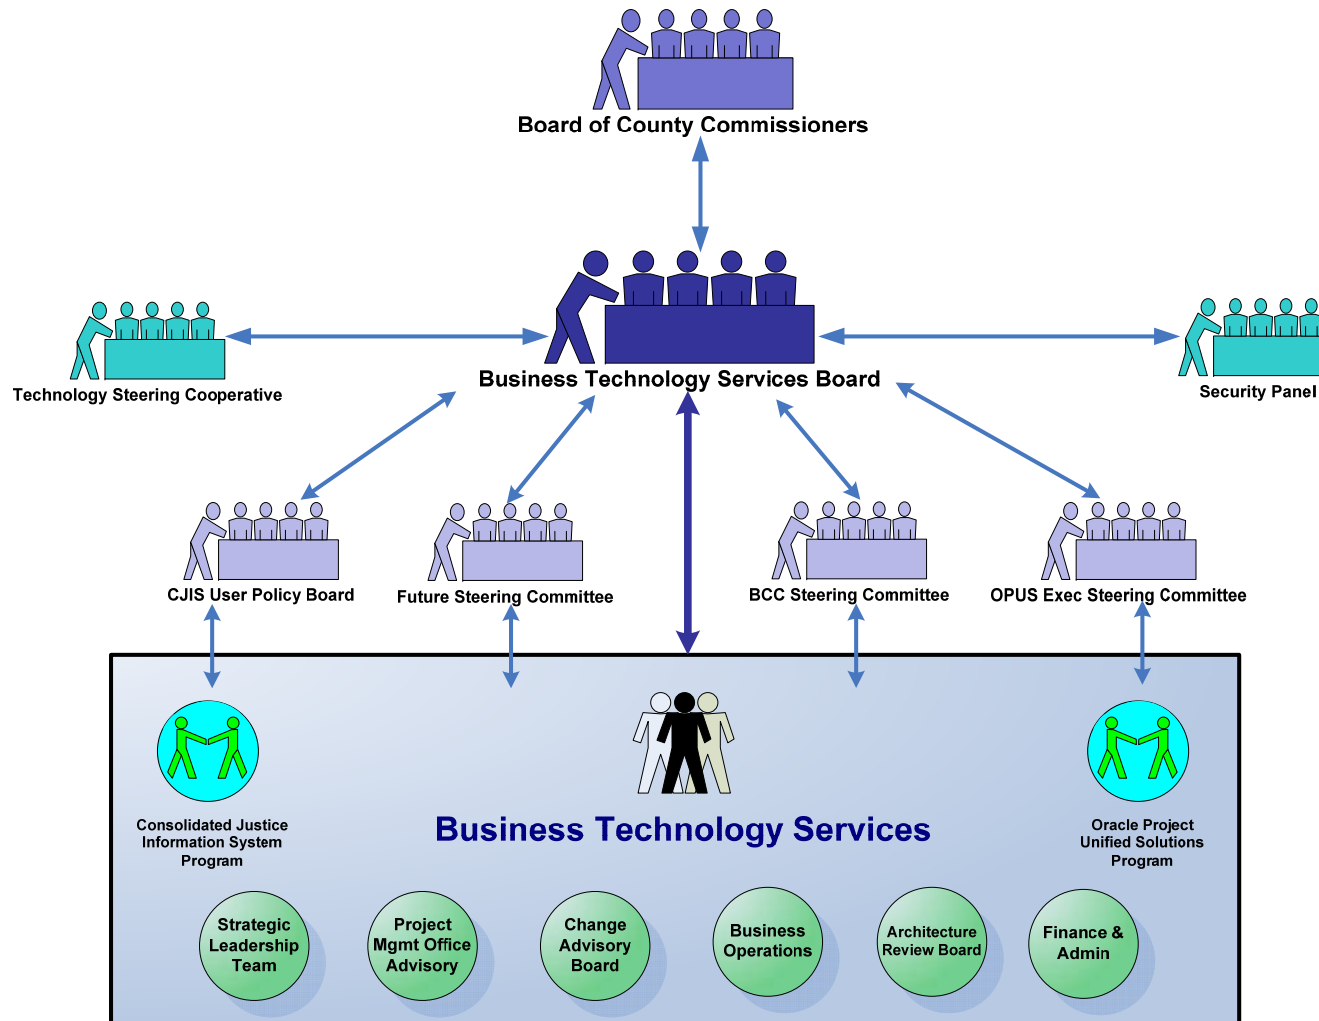 Board of County Commissioners
Business Technology Services Board
Technology Steering Cooperative
Security Panel
CJIS User Policy Board
Future Steering Committee
BCC Steering Committee
OPUS Exec Steering Committee
Consolidated Justice
Information System
Program
Business Technology Services
Oracle Project
Unified Solutions
Program
Strategic
Leadership
Team
Project
Mgmt Office
Advisory
Change
Advisory
Board
Business
Operations
Architecture
Review Board
Finance &
Admin